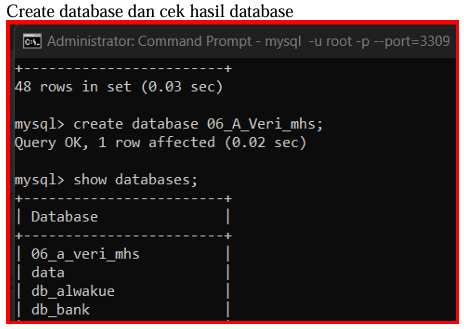 Create database dan cek hasil database
Administrator: Command Prompt - mysql  -u root -p --port=3309
+------------------------+
48 rows in set (0.03 sec)
mysql> create database 06_A_Veri_mhs;
Query OK, 1 row affected (0.02 sec)
mysql> show databases;
+------------------------+
| Database               |
+------------------------+
| 06_a_veri_mhs          |
| data                   |
| db_alwakue             |
| db_bank                |